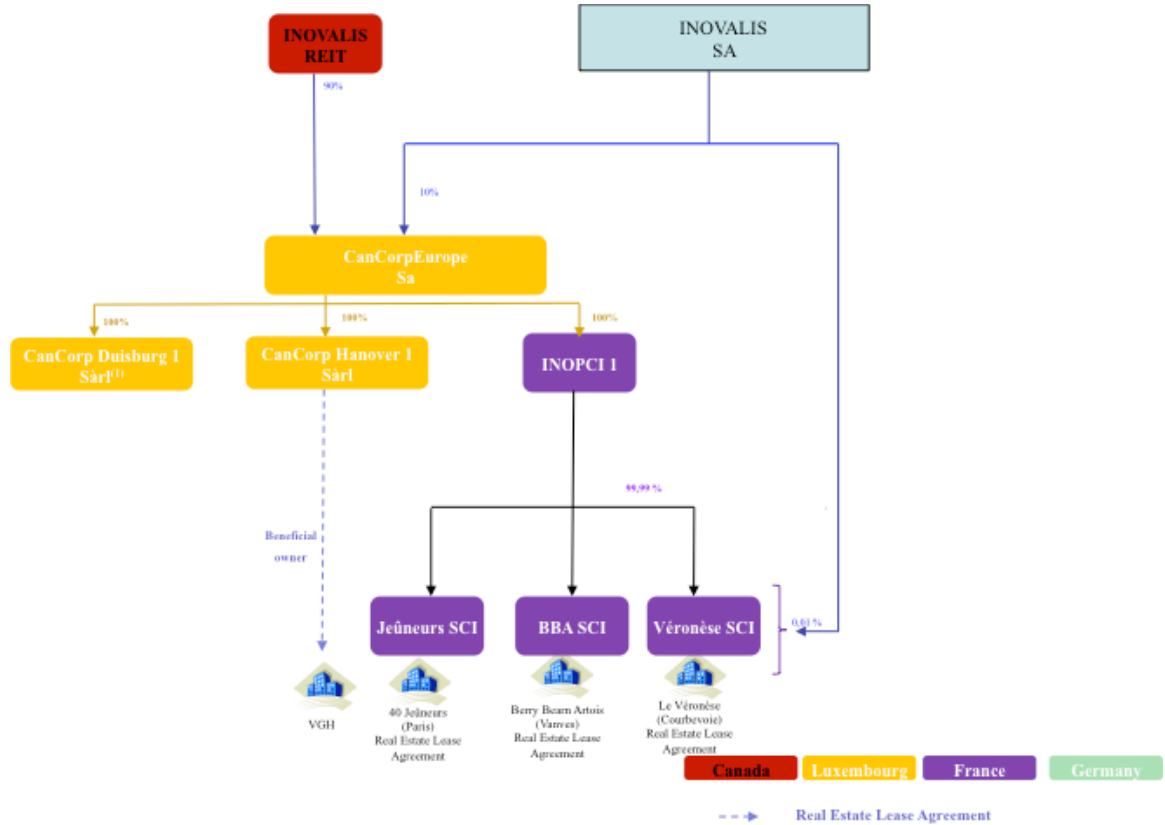 INOVALIS
REIT
INOVALIS
SA
90%
10%
CanCorpEurope
Sa
100%
100%
100%
CanCorp Duisburg 1
Sàrl(1)
CanCorp Hanover 1
Sàrl
INOPCI 1
99,99 %
Beneficial
owner
Jeûneurs SCI
BBA SCI
Véronèse SCI
0,01 %
VGH
40 Jeûneurs
(Paris)
Real Estate Lease
Agreement
Berry Bearn Artois
(Vanves)
Real Estate Lease
Agreement
Le Véronèse
(Courbevoie)
Real Estate Lease
Agreement
Canada
Luxembourg
France
Germany
Real Estate Lease Agreement